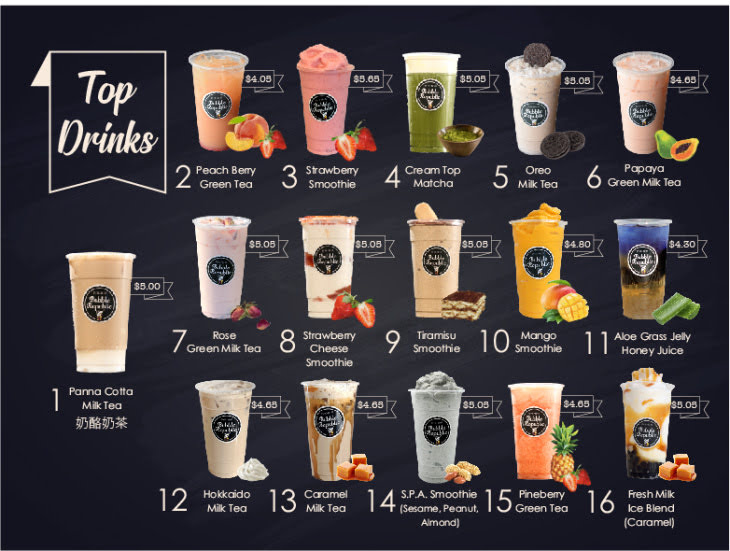 Top
Drinks
$4.05
2 Peach Berry
Green Tea
$5.65
3 Strawberry
Smoothie
$5.05
4 Cream Top
Matcha
$5.05
5 Oreo
Milk Tea
$4.65
6 Papaya
Green Milk Tea
$5.00
1 Panna Cotta
Milk Tea
奶酪奶茶
$5.05
7 Rose
Green Milk Tea
$5.05
8 Strawberry
Cheese
Smoothie
$5.05
9 Tiramisu
Smoothie
$4.80
10 Mango
Smoothie
$4.30
11 Aloe Grass Jelly
Honey Juice
$4.65
12 Hokkaido
Milk Tea
$4.65
13 Caramel
Milk Tea
$5.05
14 S.P.A. Smoothie
(Sesame, Peanut,
Almond)
$4.65
15 Pineberry
Green Tea
$5.05
16 Fresh Milk
Ice Blend
(Caramel)
Bubble
Republic